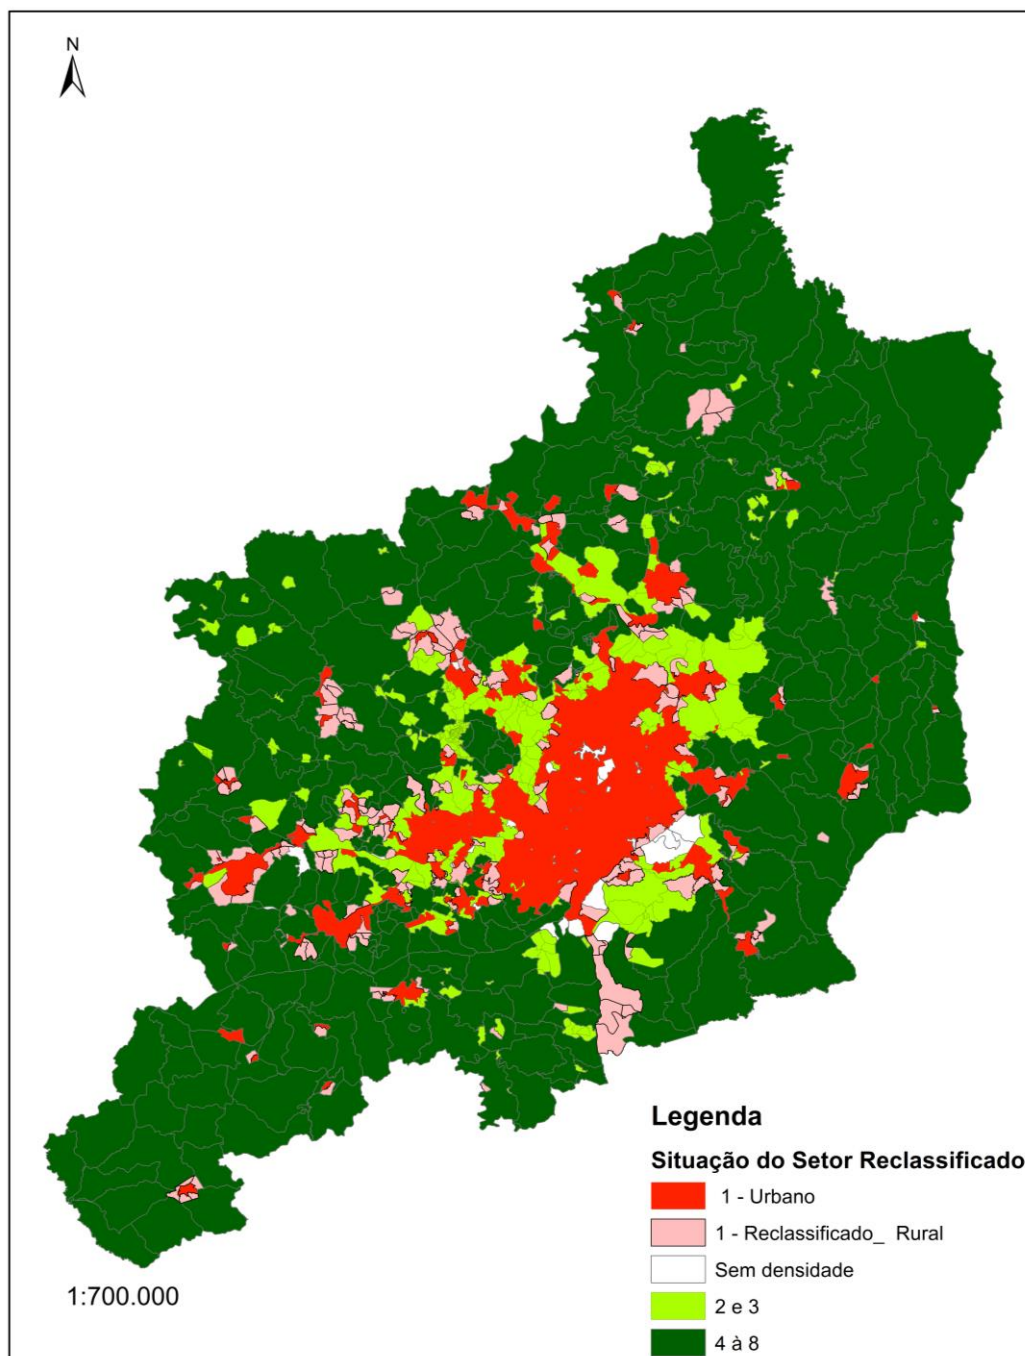 N
Legenda
Situação do Setor Reclassificado
1 - Urbano
1 - Reclassificado_ Rural
Sem densidade
2 e 3
4 à 8
1:700.000